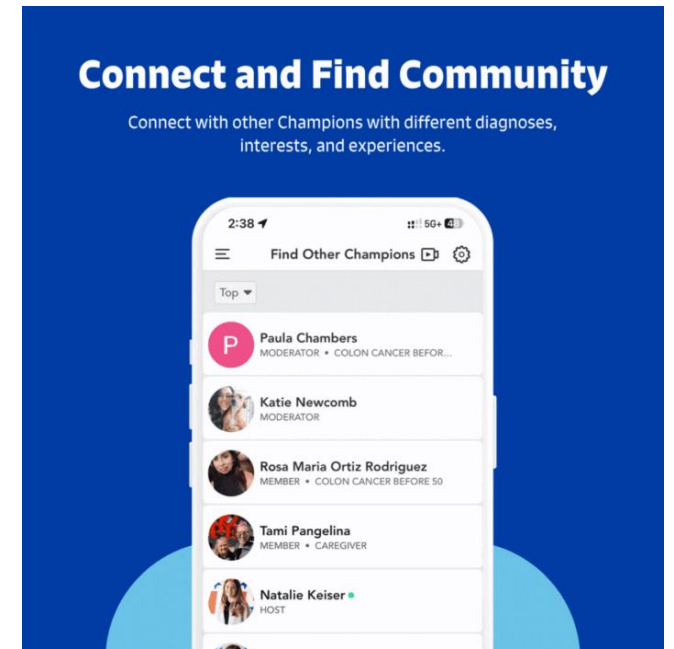 Connect and Find Community
Connect with other Champions with different diagnoses,
interests, and experiences.
2:38 5G+
Find Other Champions
Top
P
Paula Chambers
MODERATOR • COLON CANCER BEFOR...
Katie Newcomb
MODERATOR
Rosa Maria Ortiz Rodriguez
MEMBER • COLON CANCER BEFORE 50
Tami Pangelina
MEMBER • CAREGIVER
Natalie Keiser
HOST